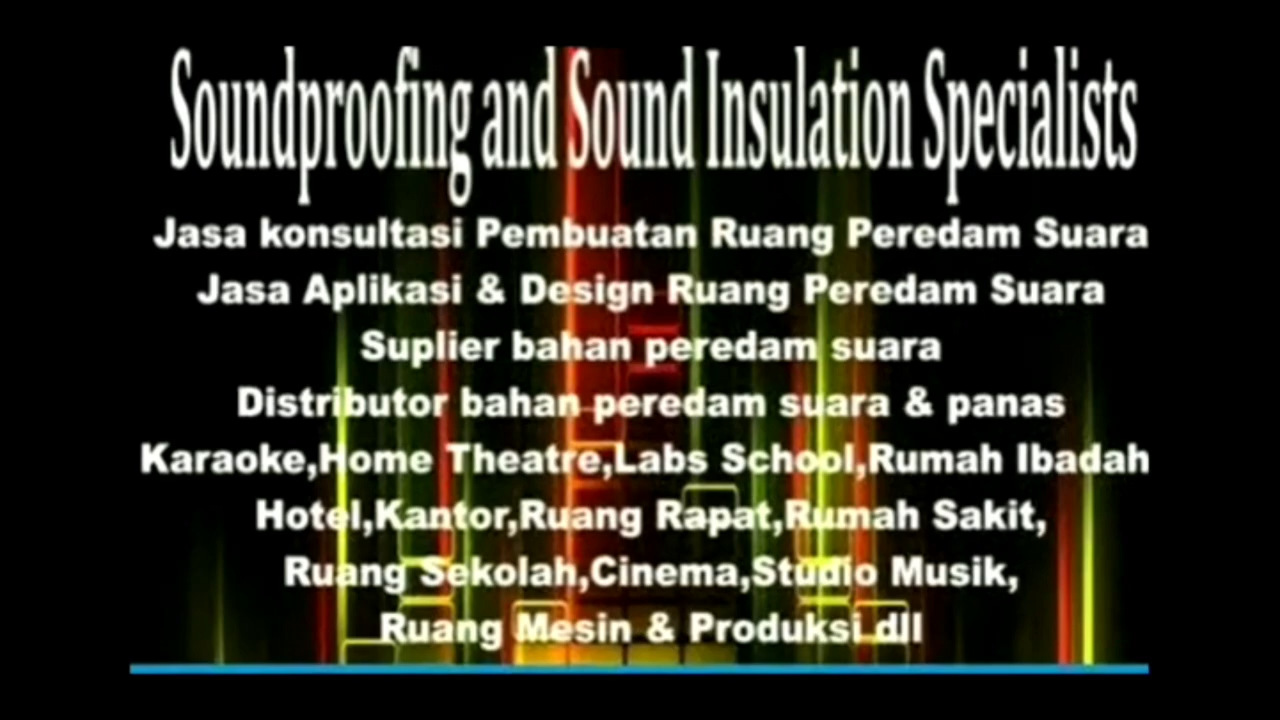 Soundproofing and Sound Insulation Specialists
Jasa konsultasi Pembuatan Ruang Peredam Suara
Jasa Aplikasi & Design Ruang Peredam Suara
Suplier bahan peredam suara
Distributor bahan peredam suara & panas
Karaoke,Home Theatre,Labs School,Rumah Ibadah
Hotel,Kantor,Ruang Rapat,Rumah Sakit,
Ruang Sekolah,Cinema,Studio Musik,
Ruang Mesin & Produksi dll